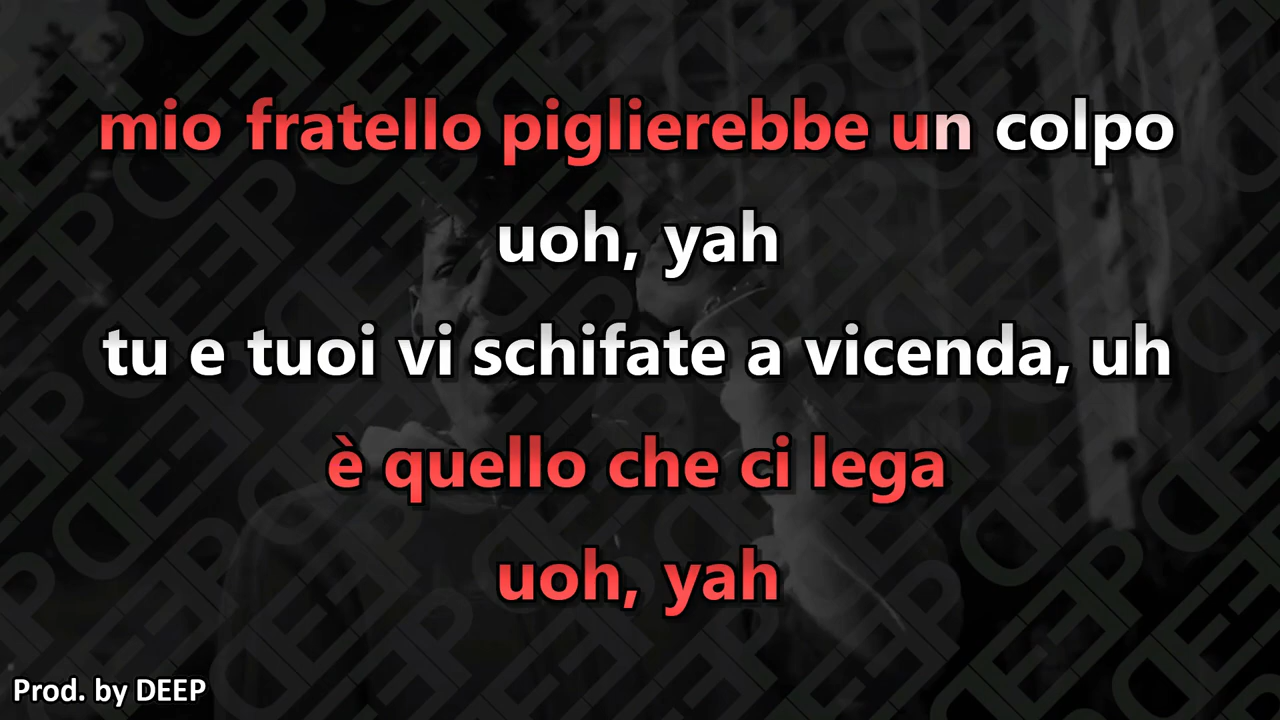 mio fratello piglierebbe un colpo
uoh, yah
tu e tuoi vi schifate a vicenda, uh
è quello che ci lega
uoh, yah
Prod. by DEEP